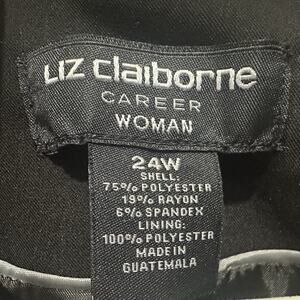 Liz claiborne
CAREER
WOMAN
24W
SHELL:
75% POLYESTER
19% RAYON
6% SPANDEX
LINING:
100% POLYESTER
MADE IN
GUATEMALA